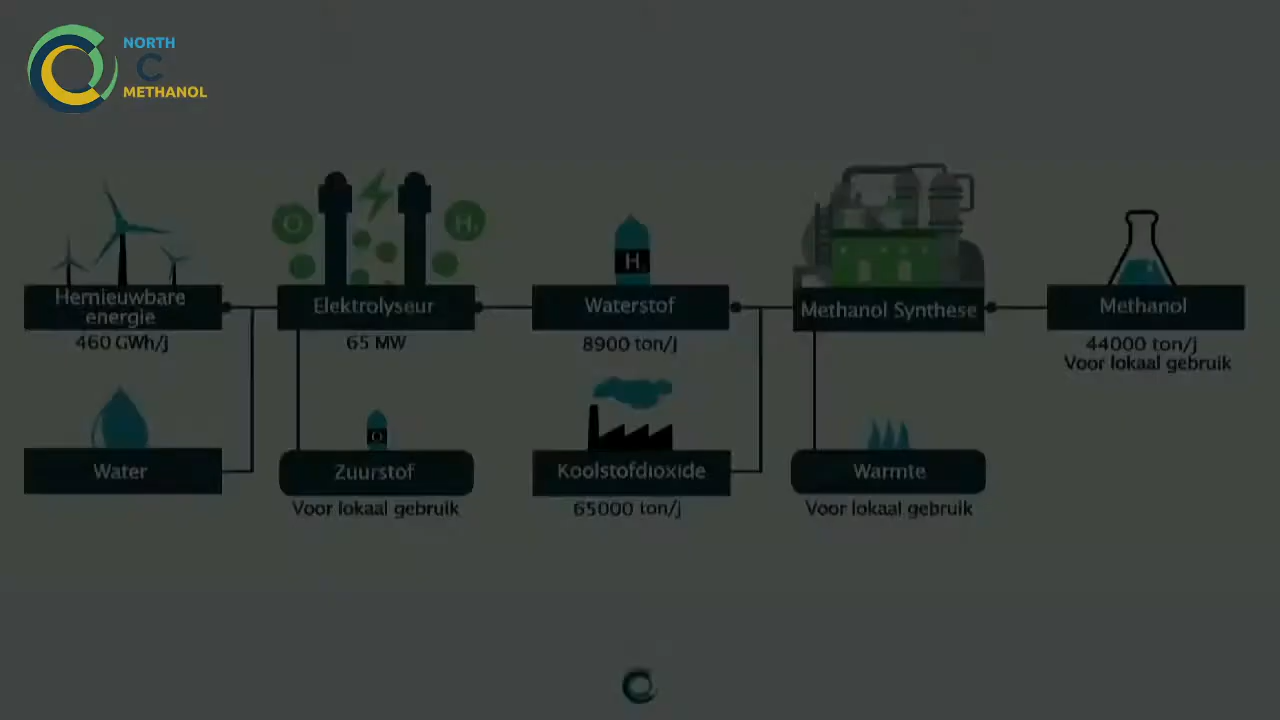 NORTH
C
METHANOL
O
H₂
H
Hernieuwbare
energie
Elektrolyseur
Waterstof
Methanol Synthese
Methanol
460 GWh/j
65 MW
8900 ton/j
44000 ton/j
Voor lokaal gebruik
O
Water
Zuurstof
Koolstofdioxide
Warmte
Voor lokaal gebruik
65000 ton/j
Voor lokaal gebruik